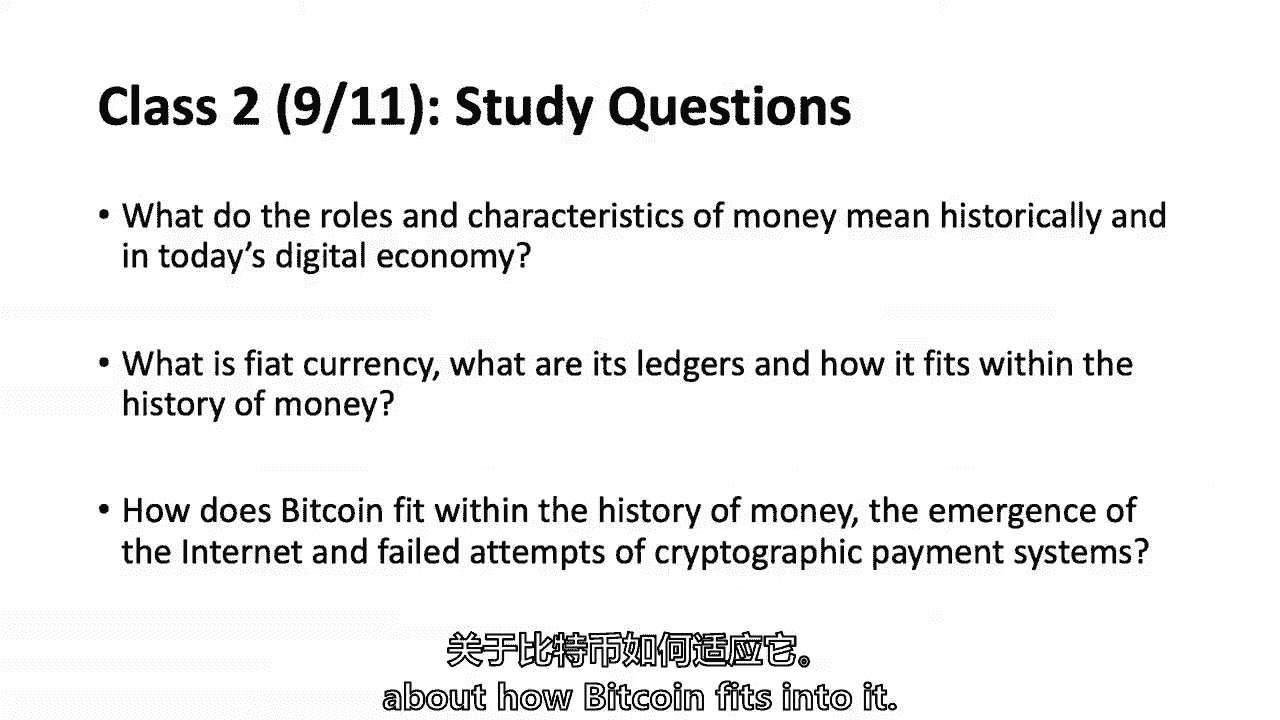 Class 2 (9/11): Study Questions
• What do the roles and characteristics of money mean historically and
in today’s digital economy?
• What is fiat currency, what are its ledgers and how it fits within the
history of money?
• How does Bitcoin fit within the history of money, the emergence of
the Internet and failed attempts of cryptographic payment systems?
关于比特币如何适应它。
about how Bitcoin fits into it.